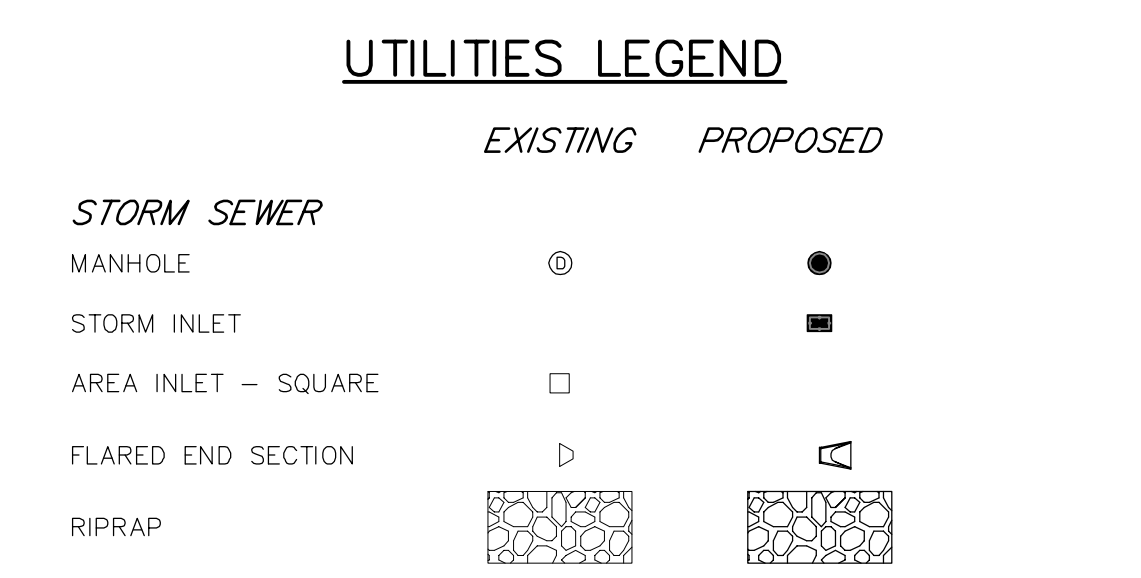 UTILITIES LEGEND
EXISTING PROPOSED
STORM SEWER
MANHOLE D
STORM INLET
AREA INLET – SQUARE
FLARED END SECTION
RIPRAP